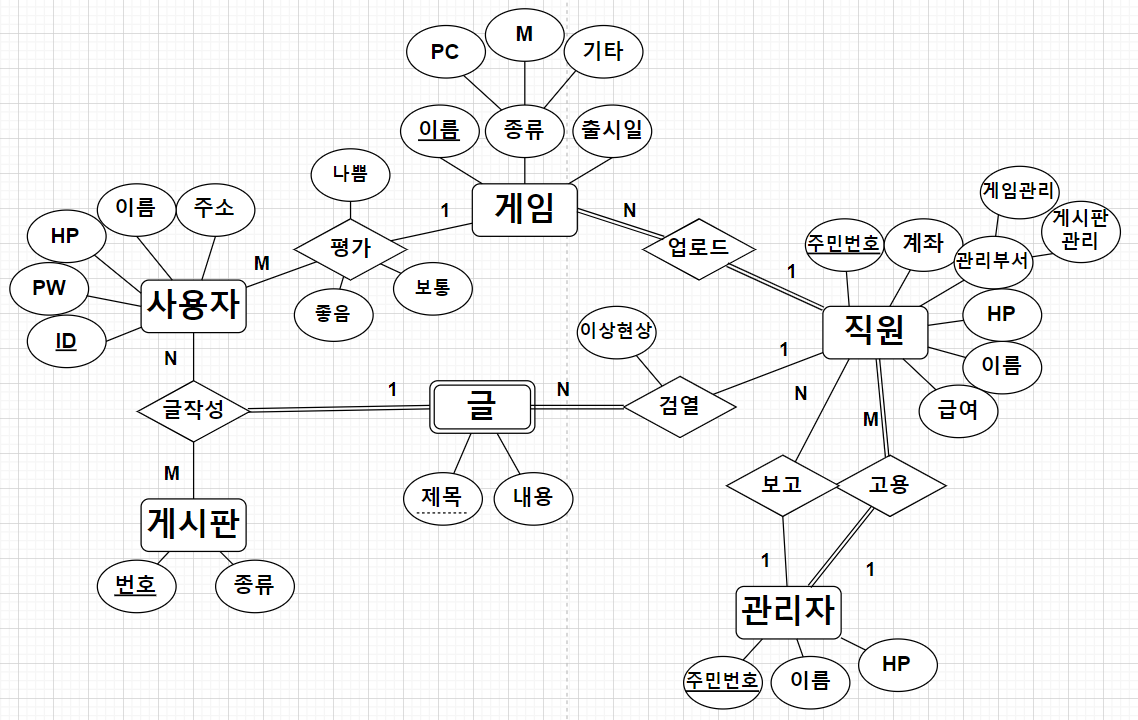 PC
M
기타
이름
종류
출시일
게임
나쁨
평가
좋음
보통
1
M
N
업로드
1
이름
주소
HP
PW
ID
사용자
N
글작성
M
게시판
번호
종류
1
글
제목
내용
N
이상현상
검열
1
주민번호
계좌
게임관리
게시판
관리
관리부서
HP
이름
급여
직원
N
M
보고
고용
1
1
관리자
주민번호
이름
HP